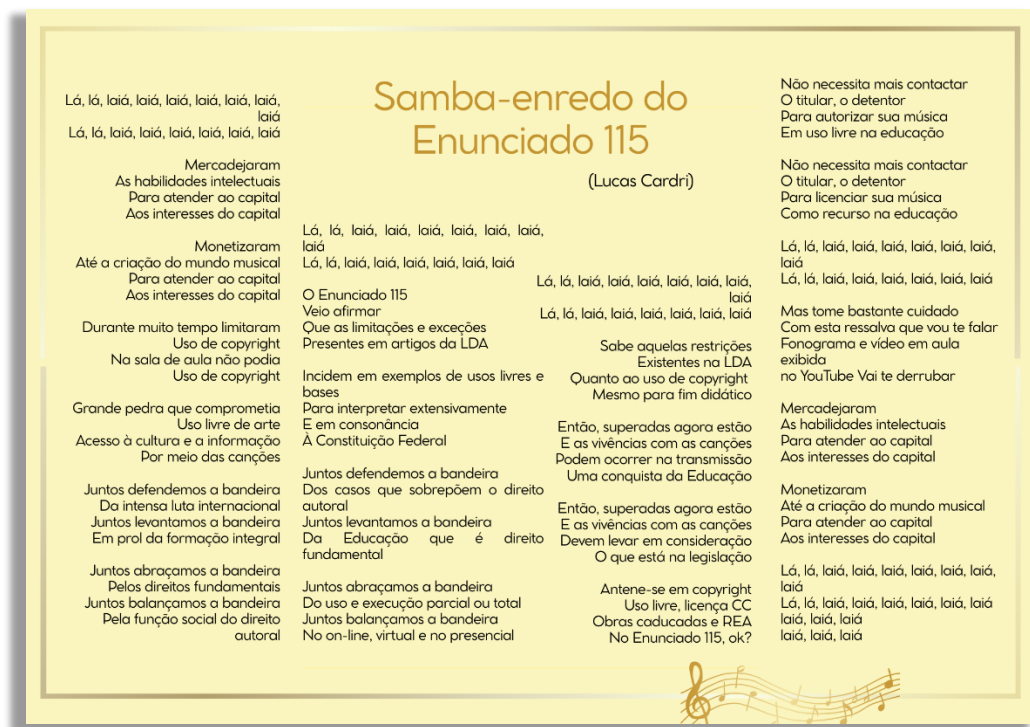 Samba-enredo do
Enunciado 115
(Lucas Cardri)
Lá, lá, laiá, laiá, laiá, laiá, laiá, laiá,
laiá
Lá, lá, laiá, laiá, laiá, laiá, laiá, laiá
Mercadejaram
As habilidades intelectuais
Para atender ao capital
Aos interesses do capital
Monetizaram
Até a criação do mundo musical
Para atender ao capital
Aos interesses do capital
Durante muito tempo limitaram
Uso de copyright
Na sala de aula não podia
Uso de copyright
Grande pedra que comprometia
Uso livre de arte
Acesso à cultura e a informação
Por meio das canções
Juntos defendemos a bandeira
Da intensa luta internacional
Juntos levantamos a bandeira
Em prol da formação integral
Juntos abraçamos a bandeira
Pelos direitos fundamentais
Juntos balançamos a bandeira
Pela função social do direito
autoral
Lá, lá, laiá, laiá, laiá, laiá, laiá, laiá,
laiá
Lá, lá, laiá, laiá, laiá, laiá, laiá, laiá
O Enunciado 115
Veio afirmar
Que as limitações e exceções
Presentes em artigos da LDA
Incidem em exemplos de usos livres e
bases
Para interpretar extensivamente
E em consonância
À Constituição Federal
Juntos defendemos a bandeira
Dos casos que sobrepõem o direito
autoral
Juntos levantamos a bandeira
Da Educação que é direito
fundamental
Juntos abraçamos a bandeira
Do uso e execução parcial ou total
Juntos balançamos a bandeira
No on-line, virtual e no presencial
Lá, lá, laiá, laiá, laiá, laiá, laiá, laiá,
laiá
Lá, lá, laiá, laiá, laiá, laiá, laiá, laiá
Sabe aquelas restrições
Existentes na LDA
Quanto ao uso de copyright
Mesmo para fim didático
Então, superadas agora estão
E as vivências com as canções
Podem ocorrer na transmissão
Uma conquista da Educação
Então, superadas agora estão
E as vivências com as canções
Devem levar em consideração
O que está na legislação
Antene-se em copyright
Uso livre, licença CC
Obras caducadas e REA
No Enunciado 115, ok?
Não necessita mais contactar
O titular, o detentor
Para autorizar sua música
Em uso livre na educação
Não necessita mais contactar
O titular, o detentor
Para licenciar sua música
Como recurso na educação
Lá, lá, laiá, laiá, laiá, laiá, laiá, laiá,
laiá
Lá, lá, laiá, laiá, laiá, laiá, laiá, laiá
Mas tome bastante cuidado
Com esta ressalva que vou te falar
Fonograma e vídeo em aula
exibida
no YouTube Vai te derrubar
Mercadejaram
As habilidades intelectuais
Para atender ao capital
Aos interesses do capital
Monetizaram
Até a criação do mundo musical
Para atender ao capital
Aos interesses do capital
Lá, lá, laiá, laiá, laiá, laiá, laiá, laiá,
laiá
Lá, lá, laiá, laiá, laiá, laiá, laiá, laiá
laiá, laiá, laiá
laiá, laiá, laiá